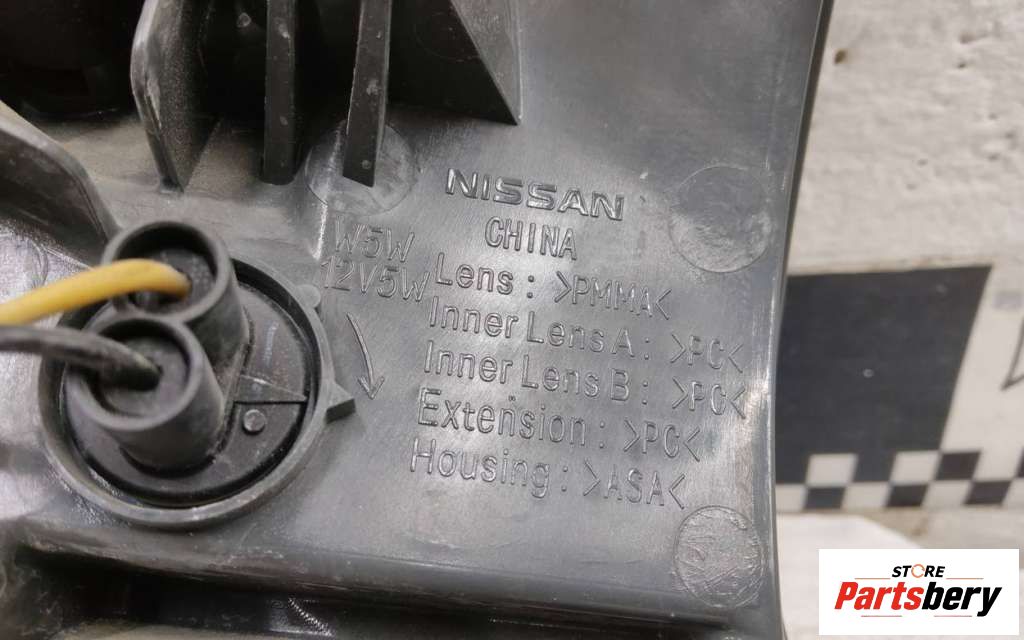 NISSAN
CHINA
W5W
12V5W
Lens : >PMMA<
Inner Lens A : >PC<
Inner Lens B : >PC<
Extension : >PC<
Housing : >ASA<
STORE
Partsbery